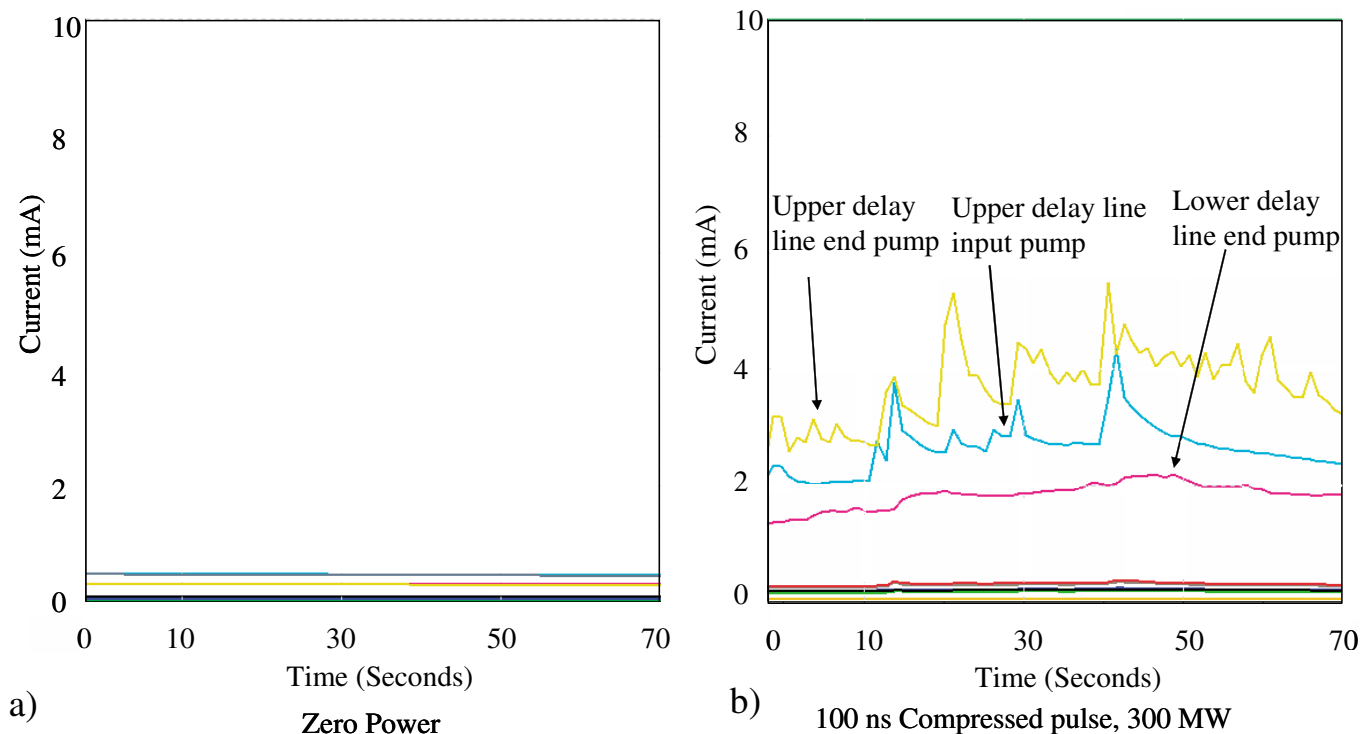 10
8
6
4
2
0
Current (mA)
0 10 30 50 70
Time (Seconds)
a)
Zero Power
10
8
6
4
2
0
Current (mA)
Upper delay
line end pump
Upper delay line
input pump
Lower delay
line end pump
0 10 30 50 70
Time (Seconds)
b)
100 ns Compressed pulse, 300 MW